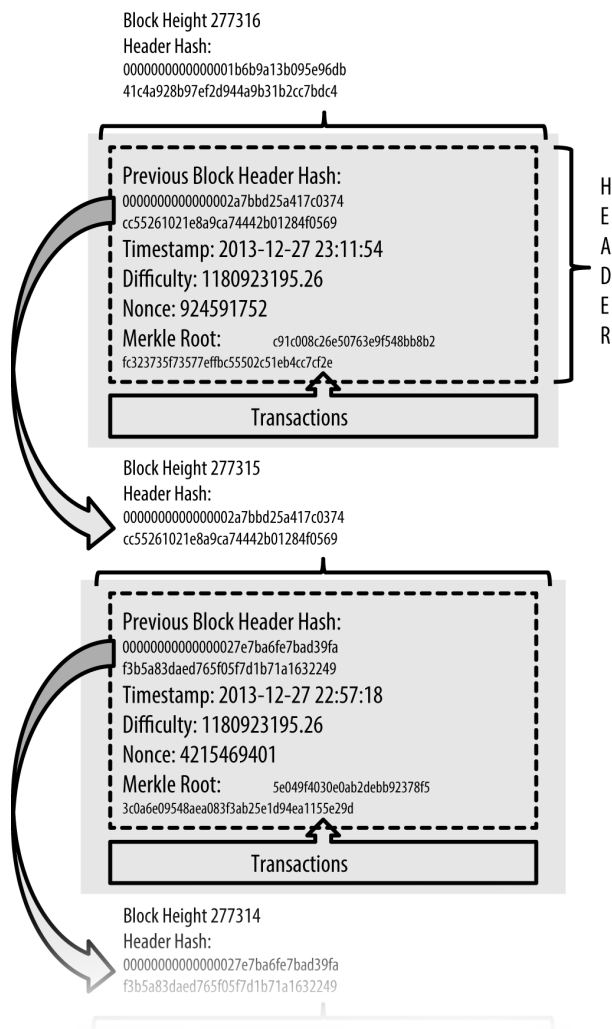 Block Height 277316
Header Hash:
0000000000000001b6b9a13b095e96db
41c4a928b97ef2d944a9b31b2cc7bdc4
Previous Block Header Hash:
0000000000000002a7bbd25a417c0374
cc55261021e8a9ca74442b01284f0569
Timestamp: 2013-12-27 23:11:54
Difficulty: 1180923195.26
Nonce: 924591752
Merkle Root: c91c008c26e50763e9f548bb8b2
fc323735f73577effbc55502c51eb4cc7cf2e
Transactions
HEADER
Block Height 277315
Header Hash:
0000000000000002a7bbd25a417c0374
cc55261021e8a9ca74442b01284f0569
Previous Block Header Hash:
00000000000000027e7ba6fe7bad39fa
f3b5a83daed765f05f7d1b71a1632249
Timestamp: 2013-12-27 22:57:18
Difficulty: 1180923195.26
Nonce: 4215469401
Merkle Root: 5e049f4030e0ab2debb92378f5
3c0a6e09548aea083f3ab25e1d94ea1155e29d
Transactions
Block Height 277314
Header Hash:
00000000000000027e7ba6fe7bad39fa
f3b5a83daed765f05f7d1b71a1632249